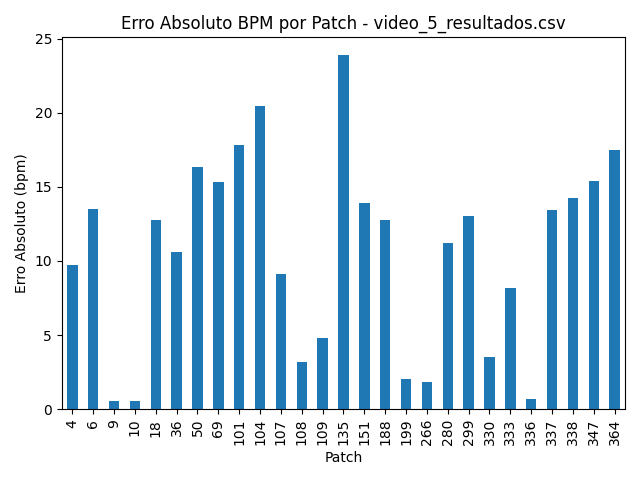 Erro Absoluto BPM por Patch - video_5_resultados.csv
Erro Absoluto (bpm)
25
20
15
10
5
0
4 6 9 10 18 36 50 69 101 104 107 108 109 135 151 188 199 266 280 299 330 333 336 337 338 347 364
Patch